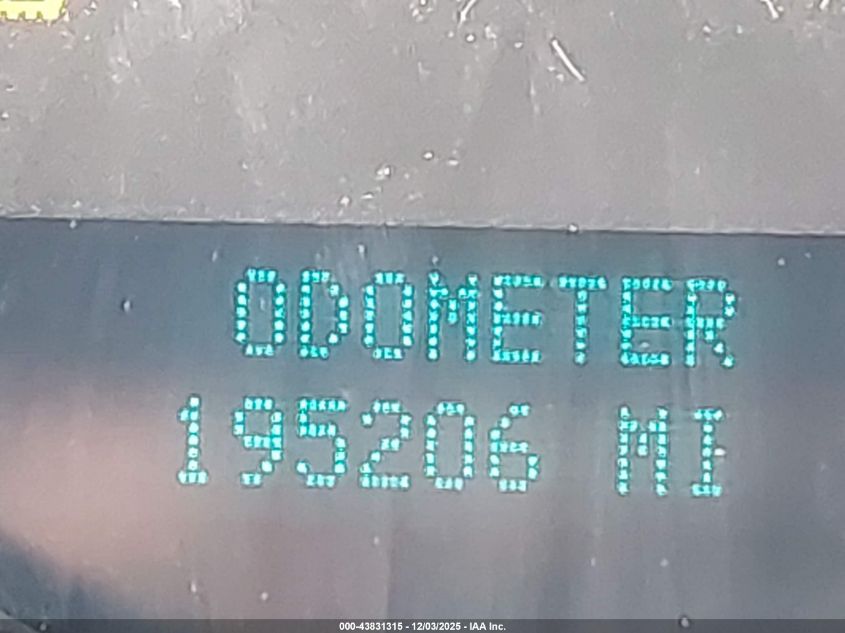 ODOMETER
195206 MI
000-43831315 - 12/03/2025 - IAA Inc.